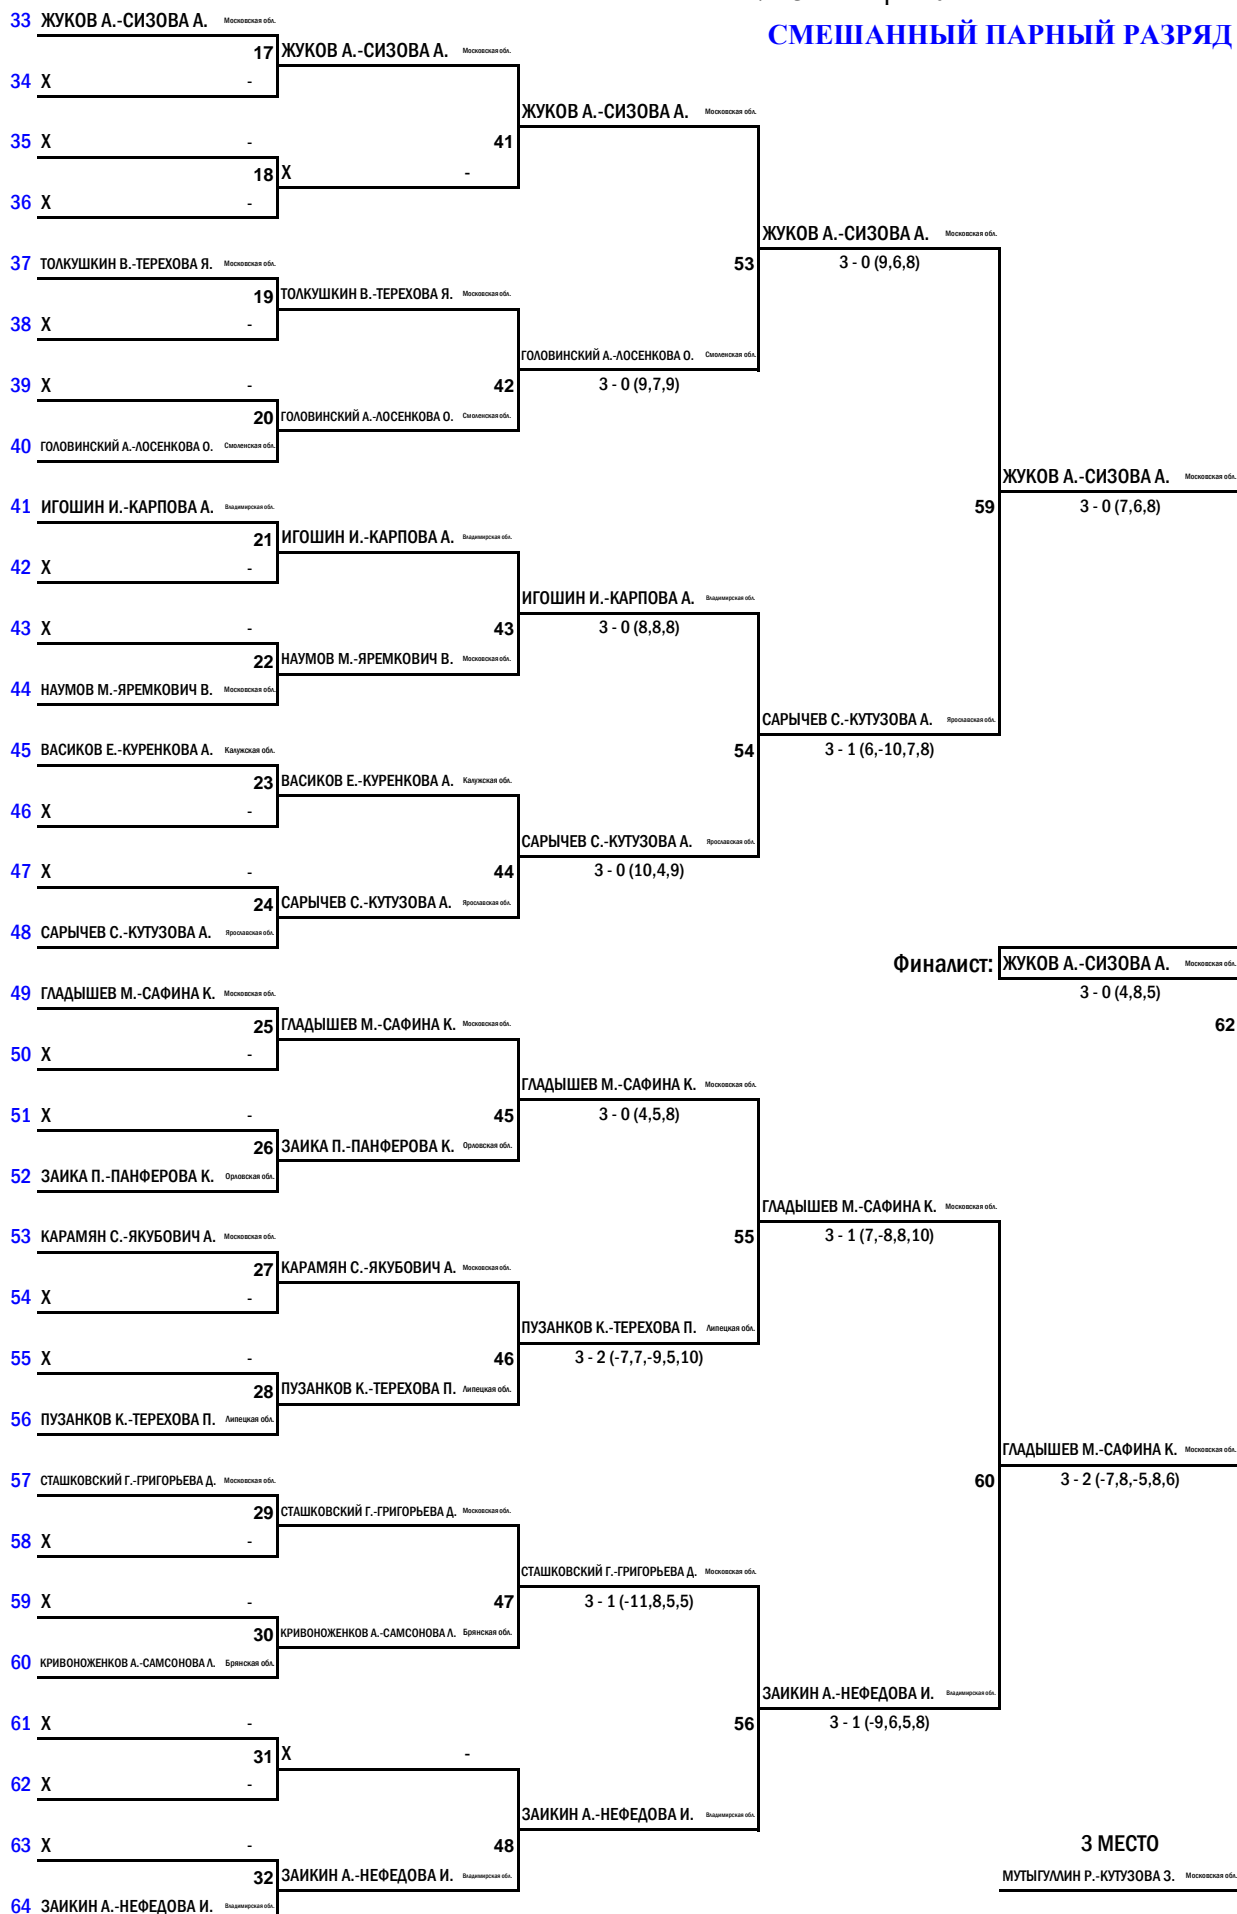 СМЕШАННЫЙ ПАРНЫЙ РАЗРЯД
33 ЖУКОВ А.-СИЗОВА А. Московская обл.
17 ЖУКОВ А.-СИЗОВА А. Московская обл.
34 X -
ЖУКОВ А.-СИЗОВА А. Московская обл.
35 X - 41
18 X -
36 X -
ЖУКОВ А.-СИЗОВА А. Московская обл.
37 ТОЛКУШКИН В.-ТЕРЕХОВА Я. Московская обл. 53 3 - 0 (9,6,8)
19 ТОЛКУШКИН В.-ТЕРЕХОВА Я. Московская обл.
38 X -
ГОЛОВИНСКИЙ А.-ЛОСЕНКОВА О. Смоленская обл.
39 X - 42 3 - 0 (9,7,9)
20 ГОЛОВИНСКИЙ А.-ЛОСЕНКОВА О. Смоленская обл.
40 ГОЛОВИНСКИЙ А.-ЛОСЕНКОВА О. Смоленская обл.
ЖУКОВ А.-СИЗОВА А. Московская обл.
41 ИГОШИН И.-КАРПОВА А. Владимирская обл. 59 3 - 0 (7,6,8)
21 ИГОШИН И.-КАРПОВА А. Владимирская обл.
42 X -
ИГОШИН И.-КАРПОВА А. Владимирская обл.
43 X - 43 3 - 0 (8,8,8)
22 НАУМОВ М.-ЯРЕМКОВИЧ В. Московская обл.
44 НАУМОВ М.-ЯРЕМКОВИЧ В. Московская обл.
САРЫЧЕВ С.-КУТУЗОВА А. Ярославская обл.
45 ВАСИКОВ Е.-КУРЕНКОВА А. Калужская обл. 54 3 - 1 (6,-10,7,8)
23 ВАСИКОВ Е.-КУРЕНКОВА А. Калужская обл.
46 X -
САРЫЧЕВ С.-КУТУЗОВА А. Ярославская обл.
47 X - 44 3 - 0 (10,4,9)
24 САРЫЧЕВ С.-КУТУЗОВА А. Ярославская обл.
48 САРЫЧЕВ С.-КУТУЗОВА А. Ярославская обл.
Финалист: ЖУКОВ А.-СИЗОВА А. Московская обл.
49 ГЛАДЫШЕВ М.-САФИНА К. Московская обл. 3 - 0 (4,8,5)
25 ГЛАДЫШЕВ М.-САФИНА К. Московская обл. 62
50 X -
ГЛАДЫШЕВ М.-САФИНА К. Московская обл.
51 X - 45 3 - 0 (4,5,8)
26 ЗАИКА П.-ПАНФЕРОВА К. Орловская обл.
52 ЗАИКА П.-ПАНФЕРОВА К. Орловская обл.
ГЛАДЫШЕВ М.-САФИНА К. Московская обл.
53 КАРАМЯН С.-ЯКУБОВИЧ А. Московская обл. 55 3 - 1 (7,-8,8,10)
27 КАРАМЯН С.-ЯКУБОВИЧ А. Московская обл.
54 X -
ПУЗАНКОВ К.-ТЕРЕХОВА П. Липецкая обл.
55 X - 46 3 - 2 (-7,7,-9,5,10)
28 ПУЗАНКОВ К.-ТЕРЕХОВА П. Липецкая обл.
56 ПУЗАНКОВ К.-ТЕРЕХОВА П. Липецкая обл.
ГЛАДЫШЕВ М.-САФИНА К. Московская обл.
57 СТАШКОВСКИЙ Г.-ГРИГОРЬЕВА Д. Московская обл. 60 3 - 2 (-7,8,-5,8,6)
29 СТАШКОВСКИЙ Г.-ГРИГОРЬЕВА Д. Московская обл.
58 X -
СТАШКОВСКИЙ Г.-ГРИГОРЬЕВА Д. Московская обл.
59 X - 47 3 - 1 (-11,8,5,5)
30 КРИВОНОЖЕНКОВ А.-САМСОНОВА Л. Брянская обл.
60 КРИВОНОЖЕНКОВ А.-САМСОНОВА Л. Брянская обл.
ЗАИКИН А.-НЕФЕДОВА И. Владимирская обл.
61 X - 56 3 - 1 (-9,6,5,8)
31 X -
62 X -
ЗАИКИН А.-НЕФЕДОВА И. Владимирская обл.
63 X - 48 3 МЕСТО
32 ЗАИКИН А.-НЕФЕДОВА И. Владимирская обл. МУТЫГУЛЛИН Р.-КУТУЗОВА З. Московская обл.
64 ЗАИКИН А.-НЕФЕДОВА И. Владимирская обл.